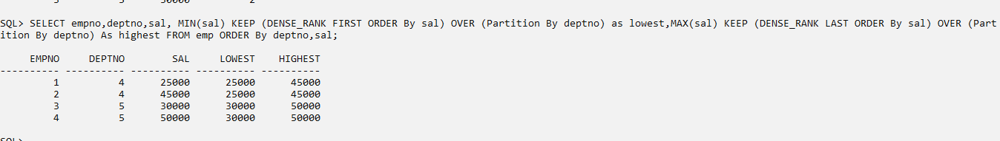 SQL> SELECT empno,deptno,sal, MIN(sal) KEEP (DENSE_RANK FIRST ORDER By sal) OVER (Partition By deptno) as lowest,MAX(sal) KEEP (DENSE_RANK LAST ORDER By sal) OVER (Part
ition By deptno) As highest FROM emp ORDER By deptno,sal;
EMPNO DEPTNO SAL LOWEST HIGHEST
---------- ---------- ---------- ---------- ----------
1 4 25000 25000 45000
2 4 45000 25000 45000
3 5 30000 30000 50000
4 5 50000 30000 50000
SQL>